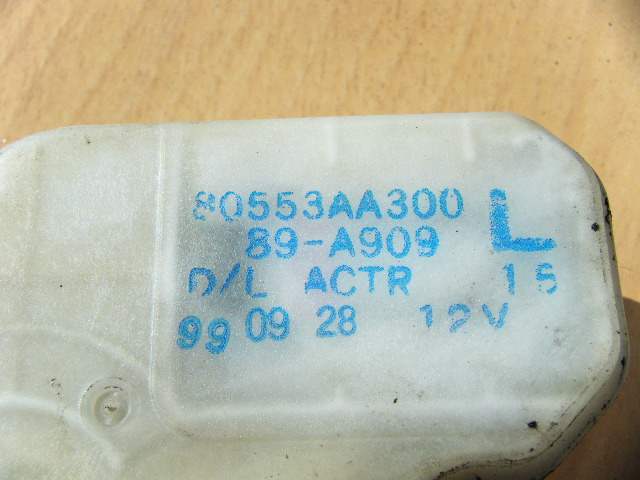 80553AA300 L
89-A909
D/L ACTR 15
99 09 28 12V